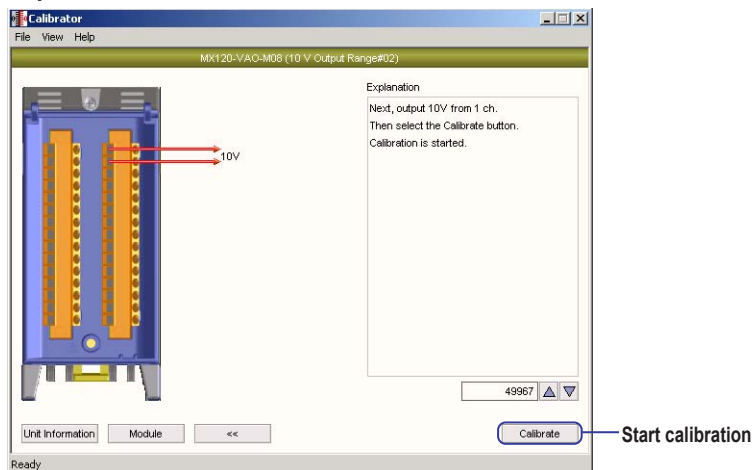 Calibrator
File View Help
MX120-VAO-M08 (10 V Output Range#02)
Explanation
Next, output 10V from 1 ch.
Then select the Calibrate button.
Calibration is started.
10V
49967
Unit Information Module << Calibrate
Start calibration
Ready